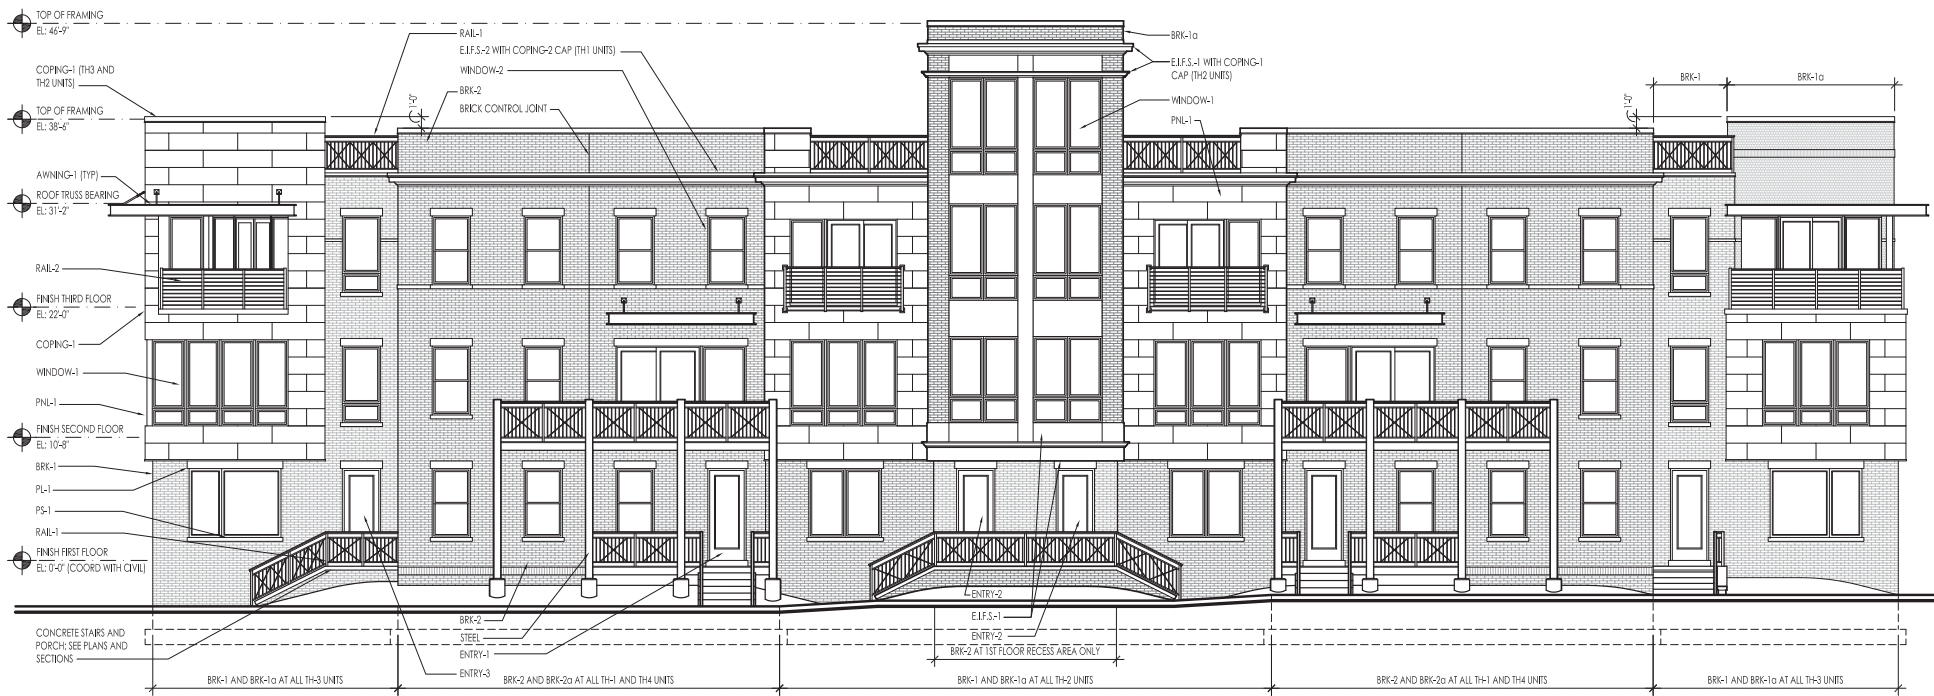 TOP OF FRAMING
EL: 46'-9"
COPING-1 (TH3 AND
TH2 UNITS)
TOP OF FRAMING
EL: 38'-6"
AWNING-1 (TYP)
ROOF TRUSS BEARING
EL: 31'-2"
RAIL-2
FINISH THIRD FLOOR
EL: 22'-0"
COPING-1
WINDOW-1
PNL-1
FINISH SECOND FLOOR
EL: 10'-8"
BRK-1
PL-1
PS-1
RAIL-1
FINISH FIRST FLOOR
EL: 0'-0" (COORD WITH CIVIL)
CONCRETE STAIRS AND
PORCH; SEE PLANS AND
SECTIONS
RAIL-1
E.I.F.S.-2 WITH COPING-2 CAP (TH1 UNITS)
WINDOW-2
BRK-2
BRICK CONTROL JOINT
1'-0"
BRK-1a
E.I.F.S.-1 WITH COPING-1
CAP (TH2 UNITS)
WINDOW-1
PNL-1
BRK-1
BRK-1a
1'-0"
BRK-2
STEEL
ENTRY-1
ENTRY-3
ENTRY-2
E.I.F.S.-1
ENTRY-2
BRK-2 AT 1ST FLOOR RECESS AREA ONLY
BRK-1 AND BRK-1a AT ALL TH-3 UNITS
BRK-2 AND BRK-2a AT ALL TH-1 AND TH4 UNITS
BRK-1 AND BRK-1a AT ALL TH-2 UNITS
BRK-2 AND BRK-2a AT ALL TH-1 AND TH4 UNITS
BRK-1 AND BRK-1a AT ALL TH-3 UNITS